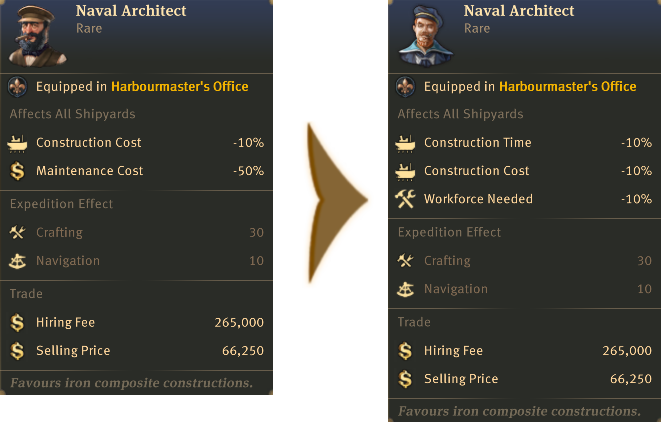 Naval Architect
Rare
Equipped in Harbourmaster's Office
Affects All Shipyards
Construction Cost -10%
Maintenance Cost -50%
Expedition Effect
Crafting 30
Navigation 10
Trade
Hiring Fee 265,000
Selling Price 66,250
Favours iron composite constructions.
Naval Architect
Rare
Equipped in Harbourmaster's Office
Affects All Shipyards
Construction Time -10%
Construction Cost -10%
Workforce Needed -10%
Expedition Effect
Crafting 30
Navigation 10
Trade
Hiring Fee 265,000
Selling Price 66,250
Favours iron composite constructions.